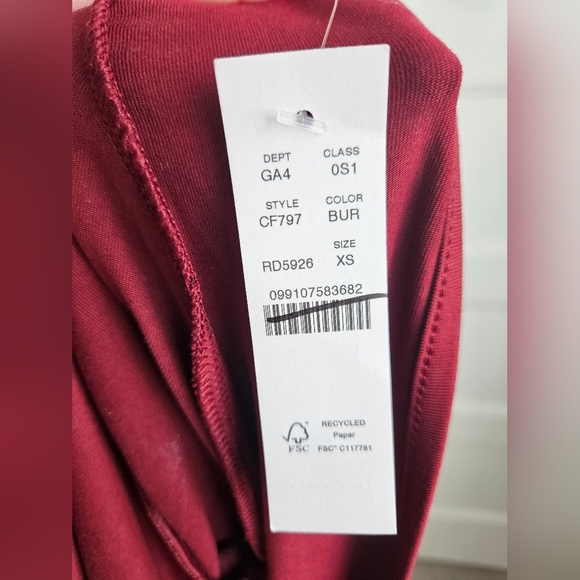 DEPT CLASS
GA4 0S1
STYLE COLOR
CF797 BUR
SIZE
RD5926 XS
099107583682
RECYCLED
Paper
FSC® C117781
FSC